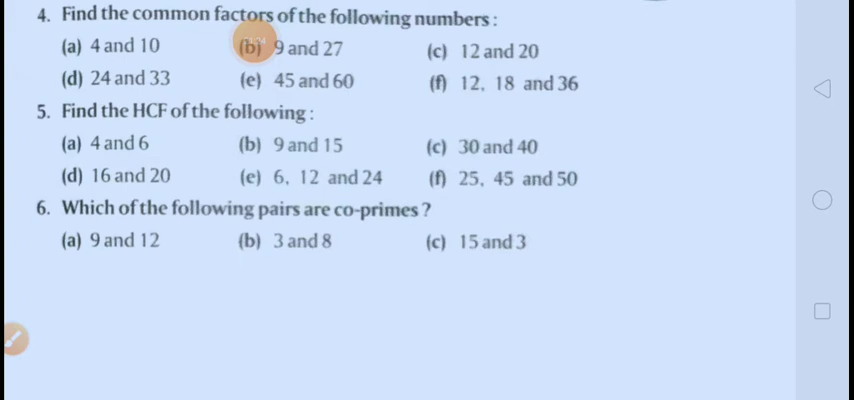 4. Find the common factors of the following numbers :
(a) 4 and 10 (b) 9 and 27 (c) 12 and 20
(d) 24 and 33 (e) 45 and 60 (f) 12, 18 and 36
5. Find the HCF of the following :
(a) 4 and 6 (b) 9 and 15 (c) 30 and 40
(d) 16 and 20 (e) 6, 12 and 24 (f) 25, 45 and 50
6. Which of the following pairs are co-primes ?
(a) 9 and 12 (b) 3 and 8 (c) 15 and 3